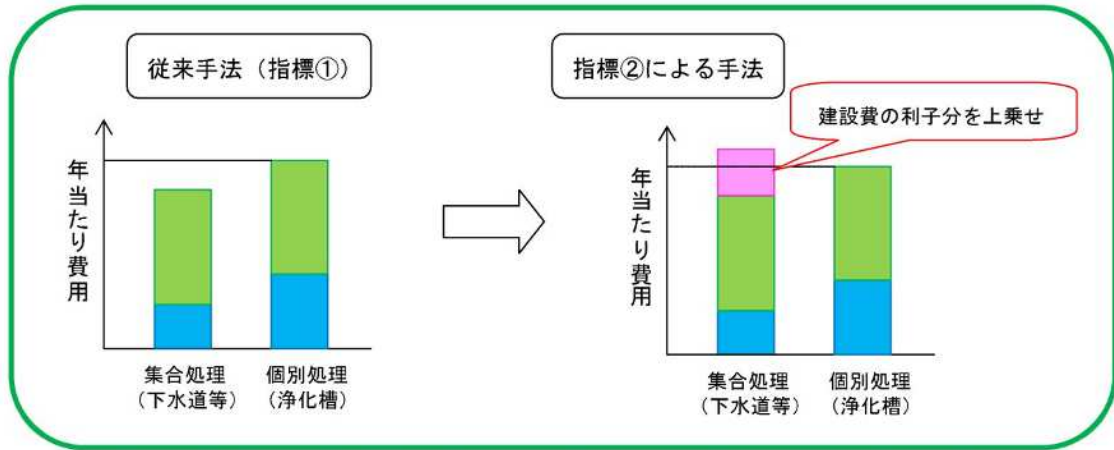 従来手法（指標①）
年当たり費用
集合処理
（下水道等）
個別処理
（浄化槽）
指標②による手法
建設費の利子分を上乗せ
年当たり費用
集合処理
（下水道等）
個別処理
（浄化槽）